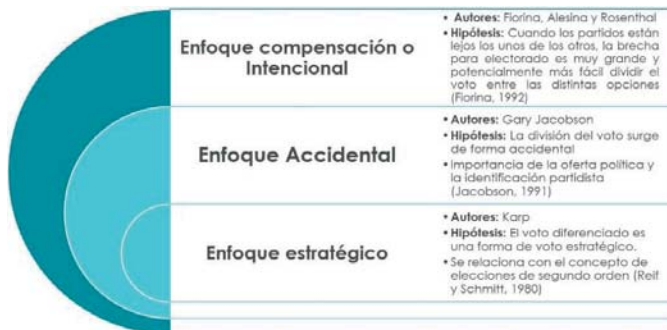 Enfoque compensación o
Intencional
• Autores: Fiorina, Alesina y Rosenthal
• Hipótesis: Cuando los partidos están
lejos los unos de los otros, la brecha
para electorado es muy grande y
potencialmente más fácil dividir el
voto entre las distintas opciones
(Fiorina, 1992)
Enfoque Accidental
• Autores: Gary Jacobson
• Hipótesis: La división del voto surge
de forma accidental
• Importancia de la oferta política y
la identificación partidista
(Jacobson, 1991)
Enfoque estratégico
• Autores: Karp
• Hipótesis: El voto diferenciado es
una forma de voto estratégico.
• Se relaciona con el concepto de
elecciones de segundo orden (Reif
y Schmitt, 1980)